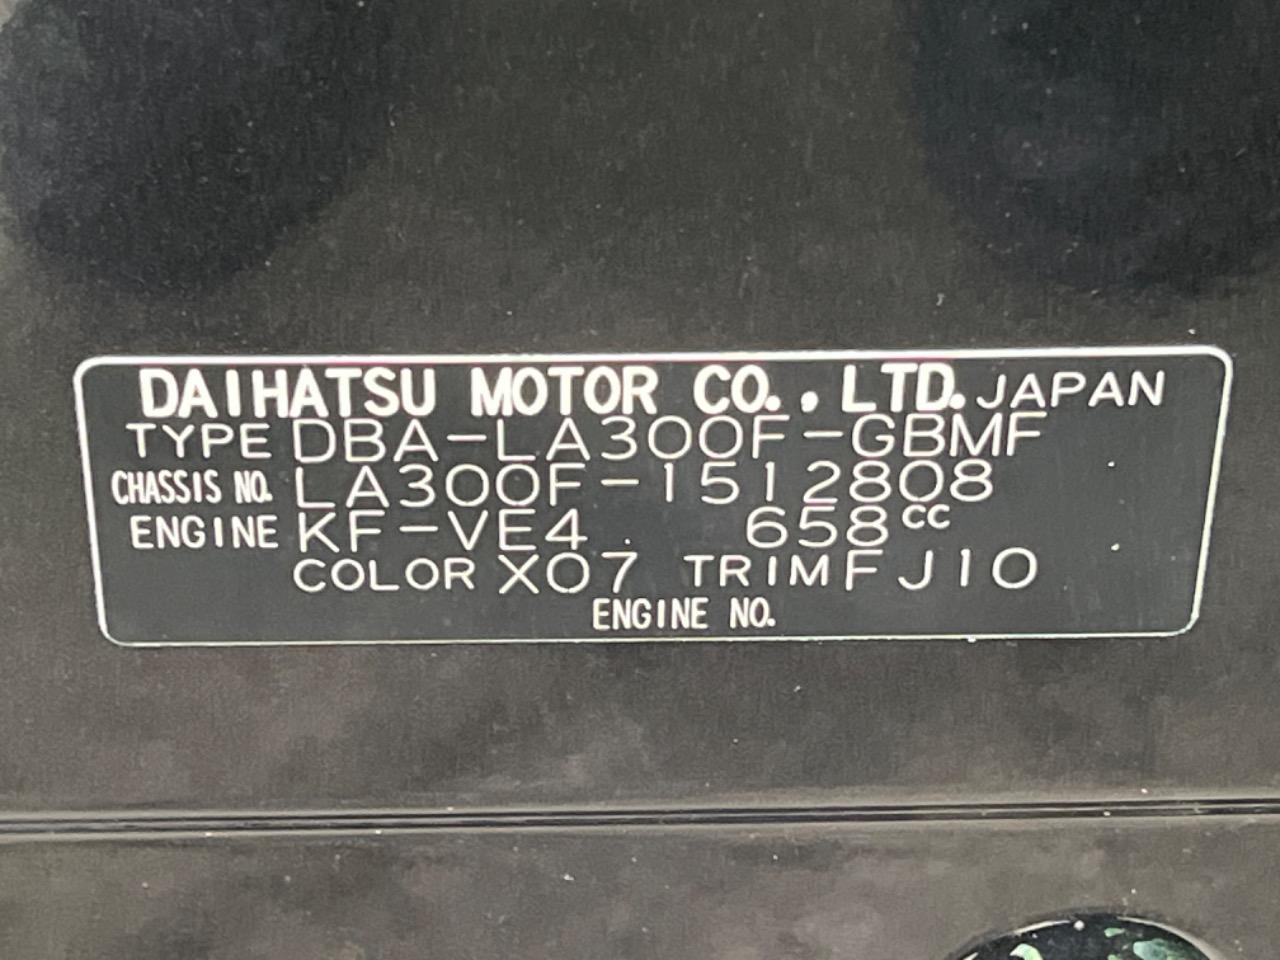 DAIHATSU MOTOR CO., LTD. JAPAN
TYPE DBA-LA300F-GBMF
CHASSIS NO. LA300F-1512808
ENGINE KF-VE4 658cc
COLOR X07 TRIM FJ10
ENGINE NO.